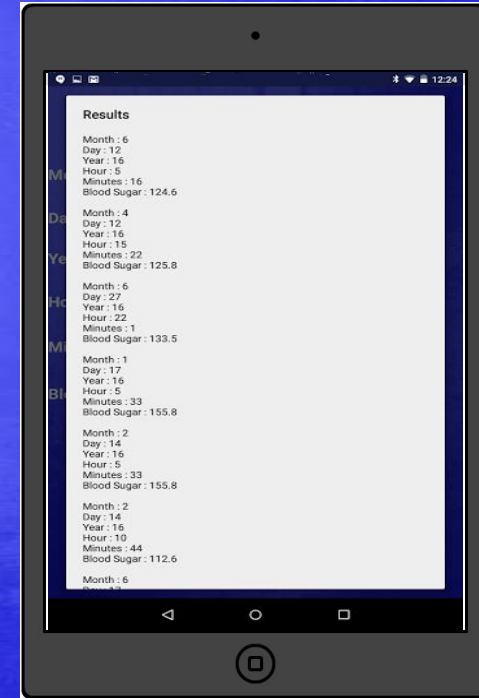 12:24
Results
Month : 6
Day : 12
Year : 16
Hour : 5
Minutes : 16
Blood Sugar : 124.6
Month : 4
Day : 12
Year : 16
Hour : 15
Minutes : 22
Blood Sugar : 125.8
Month : 6
Day : 27
Year : 16
Hour : 22
Minutes : 1
Blood Sugar : 133.5
Month : 1
Day : 17
Year : 16
Hour : 5
Minutes : 33
Blood Sugar : 155.8
Month : 2
Day : 14
Year : 16
Hour : 5
Minutes : 33
Blood Sugar : 155.8
Month : 2
Day : 14
Year : 16
Hour : 10
Minutes : 44
Blood Sugar : 112.6
Month : 6